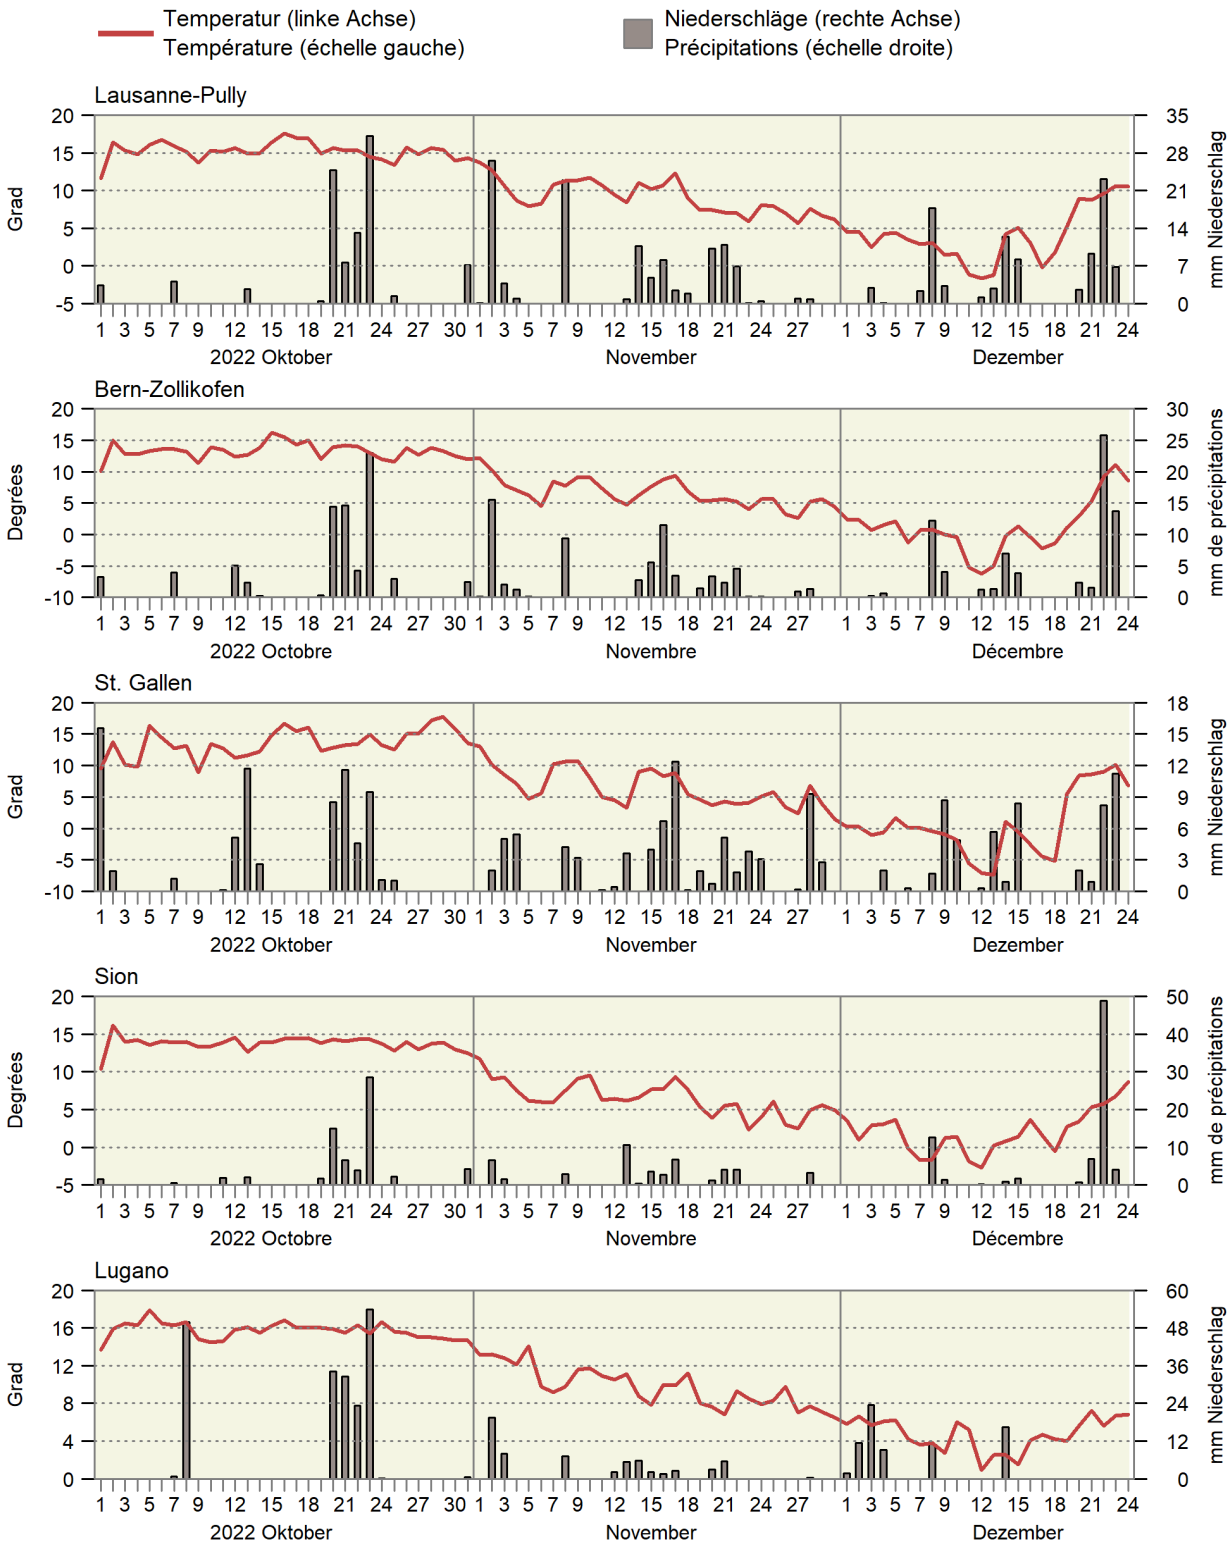 Temperatur (linke Achse)
Température (échelle gauche)
Niederschläge (rechte Achse)
Précipitations (échelle droite)
Lausanne-Pully
20 15 10 5 0 -5
Grad
35 28 21 14 7 0
mm Niederschlag
1 3 5 7 9 12 15 18 21 24 27 30 1 3 5 7 9 12 15 18 21 24 27 1 3 5 7 9 12 15 18 21 24
2022 Oktober November Dezember
Bern-Zollikofen
20 15 10 5 0 -5 -10
Degrées
30 25 20 15 10 5 0
mm de précipitations
1 3 5 7 9 12 15 18 21 24 27 30 1 3 5 7 9 12 15 18 21 24 27 1 3 5 7 9 12 15 18 21 24
2022 Octobre Novembre Décembre
St. Gallen
20 15 10 5 0 -5 -10
Grad
18 15 12 9 6 3 0
mm Niederschlag
1 3 5 7 9 12 15 18 21 24 27 30 1 3 5 7 9 12 15 18 21 24 27 1 3 5 7 9 12 15 18 21 24
2022 Oktober November Dezember
Sion
20 15 10 5 0 -5
Degrées
50 40 30 20 10 0
mm de précipitations
1 3 5 7 9 12 15 18 21 24 27 30 1 3 5 7 9 12 15 18 21 24 27 1 3 5 7 9 12 15 18 21 24
2022 Octobre Novembre Décembre
Lugano
20 16 12 8 4 0
Grad
60 48 36 24 12 0
mm Niederschlag
1 3 5 7 9 12 15 18 21 24 27 30 1 3 5 7 9 12 15 18 21 24 27 1 3 5 7 9 12 15 18 21 24
2022 Oktober November Dezember